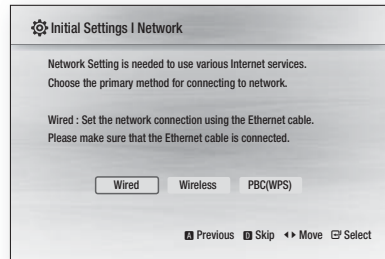 Initial Settings I Network
Network Setting is needed to use various Internet services.
Choose the primary method for connecting to network.
Wired : Set the network connection using the Ethernet cable.
Please make sure that the Ethernet cable is connected.
Wired Wireless PBC(WPS)
A Previous D Skip Move Select